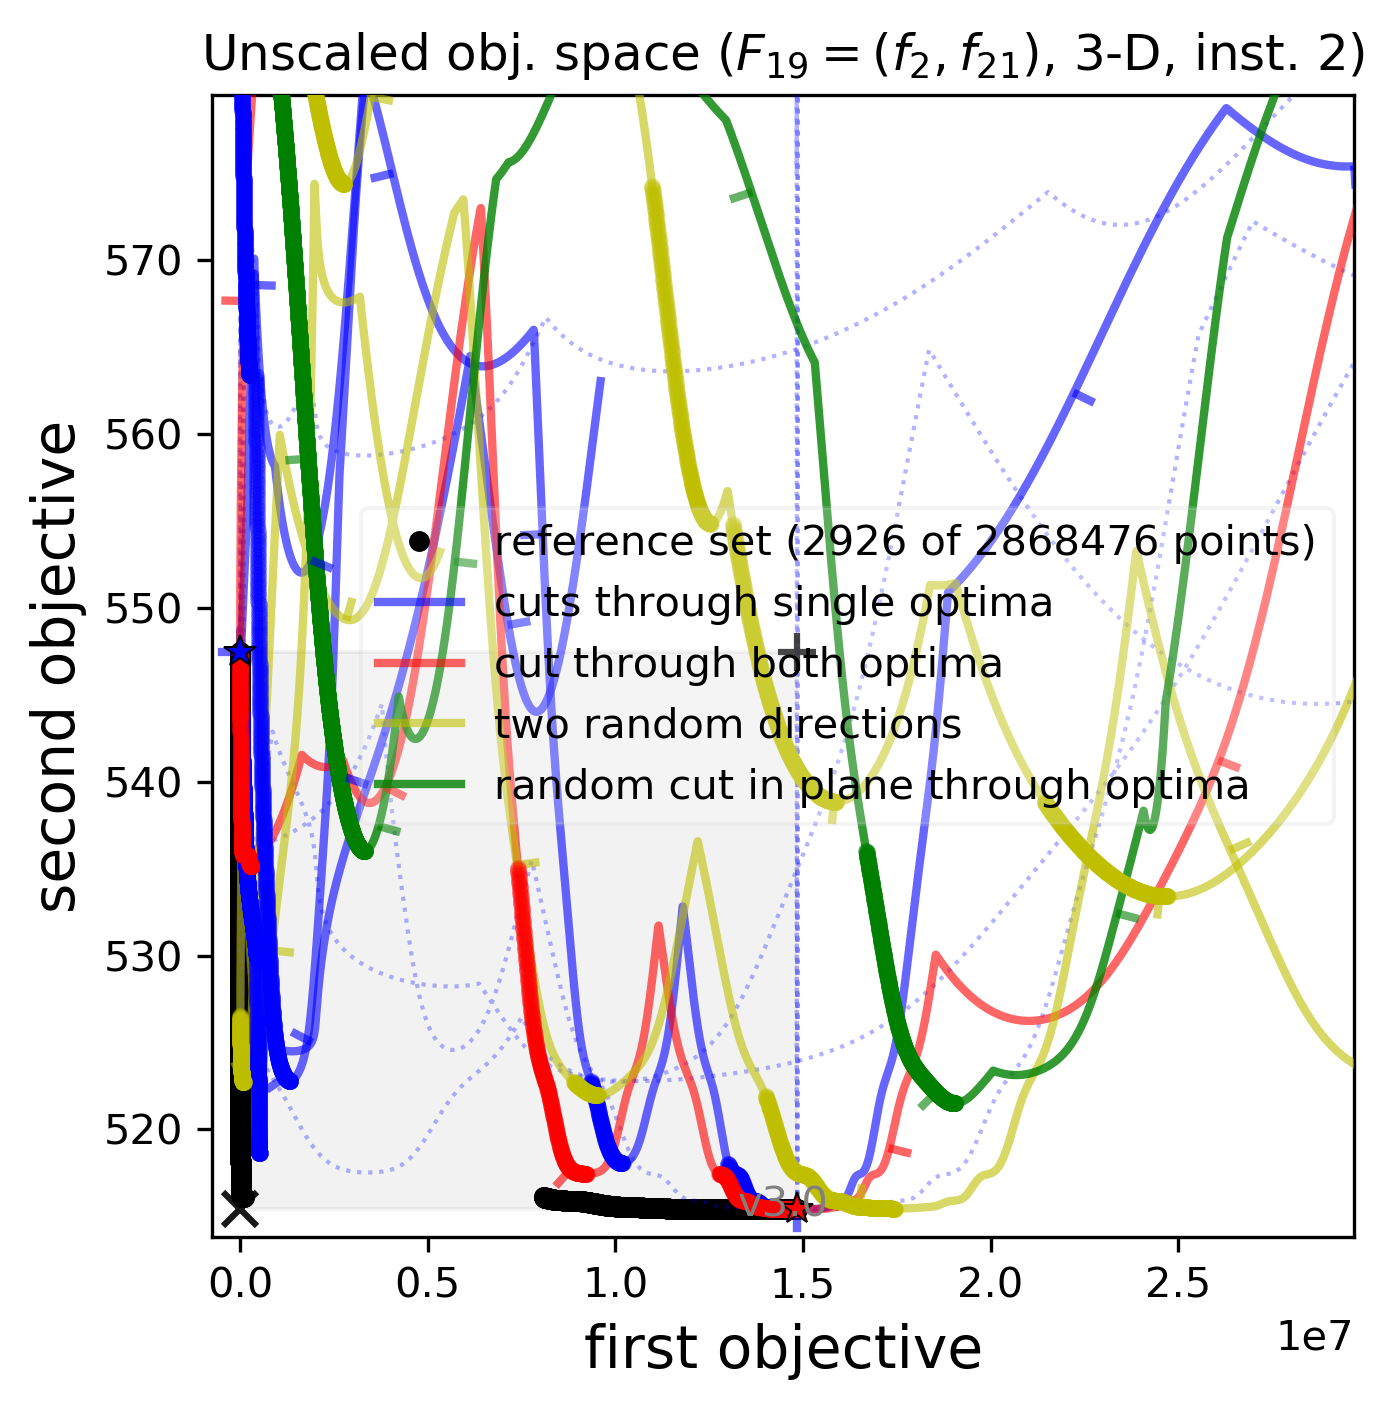 Unscaled obj. space (F₁₉ = (f₂, f₂₁), 3-D, inst. 2)
second objective
570
560
550
540
530
520
reference set (2926 of 2868476 points)
cuts through single optima
cut through both optima
two random directions
random cut in plane through optima
v3.0
0.0 0.5 1.0 1.5 2.0 2.5
1e7
first objective